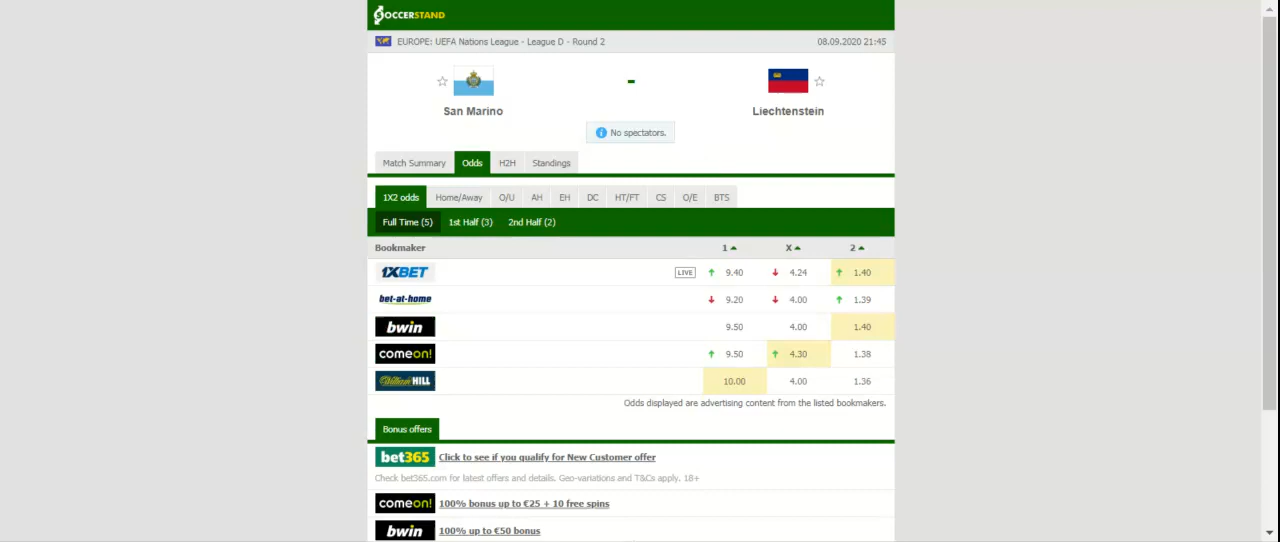 SOCCERSTAND
EUROPE: UEFA Nations League - League D - Round 2 08.09.2020 21:45
-
San Marino Liechtenstein
No spectators.
Match Summary Odds H2H Standings
1X2 odds Home/Away O/U AH EH DC HT/FT CS O/E BTS
Full Time (5) 1st Half (3) 2nd Half (2)
Bookmaker 1 X 2
1XBET LIVE 9.40 4.24 1.40
bet-at-home 9.20 4.00 1.39
bwin 9.50 4.00 1.40
comeon! 9.50 4.30 1.38
William HILL 10.00 4.00 1.36
Odds displayed are advertising content from the listed bookmakers.
Bonus offers
bet365 Click to see if you qualify for New Customer offer
Check bet365.com for latest offers and details. Geo-variations and T&Cs apply. 18+
comeon! 100% bonus up to €25 + 10 free spins
bwin 100% up to €50 bonus